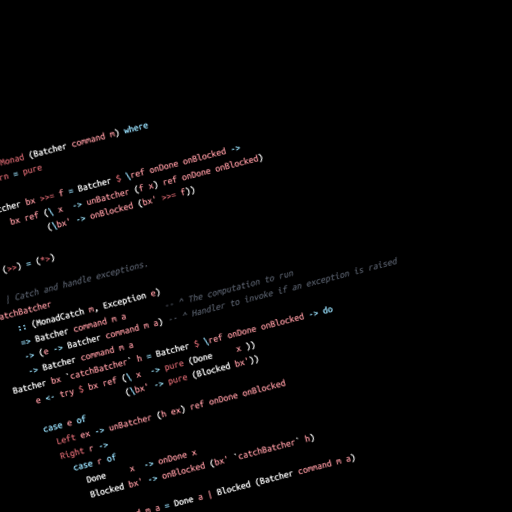 Monad (Batcher command m) where
rn = pure
tcher bx >>= f = Batcher $ \ref onDone onBlocked ->
bx ref (\ x -> unBatcher (f x) ref onDone onBlocked)
(\bx' -> onBlocked (bx' >>= f))
(>>) = (*>)
| Catch and handle exceptions.
atchBatcher
:: (MonadCatch m, Exception e)
=> Batcher command m a -- ^ The computation to run
-> (e -> Batcher command m a) -- ^ Handler to invoke if an exception is raised
-> Batcher command m a
Batcher bx `catchBatcher` h = Batcher $ \ref onDone onBlocked -> do
e <- try $ bx ref (\ x -> pure (Done x ))
(\bx' -> pure (Blocked bx'))
case e of
Left ex -> unBatcher (h ex) ref onDone onBlocked
Right r ->
case r of
Done x -> onDone x
Blocked bx' -> onBlocked (bx' `catchBatcher` h)
d m a = Done a | Blocked (Batcher command m a)